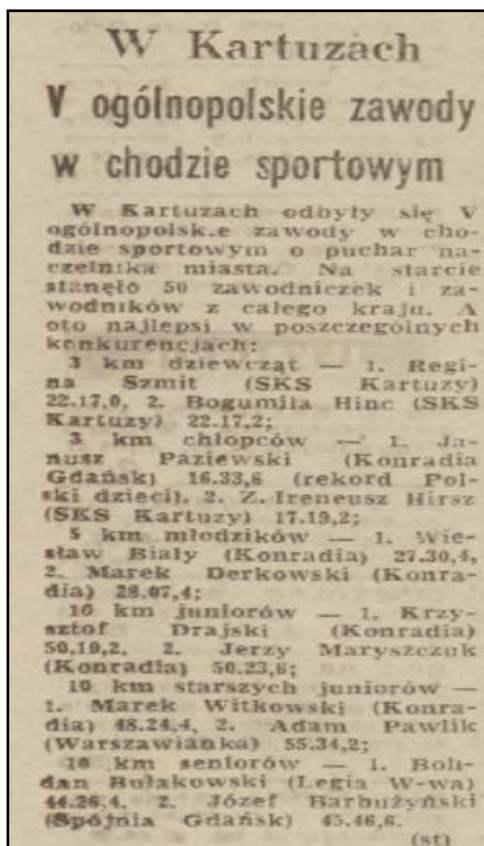 W Kartuzach
V ogólnopolskie zawody
w chodzie sportowym
W Kartuzach odbyły się V
ogólnopolsk.e zawody w cho-
dzie sportowym o puchar na-
czelnika miasta. Na starcie
stanęło 50 zawodniczek i za-
wodników z całego kraju. A
oto najlepsi w poszczególnych
konkurencjach:
3 km dziewcząt — 1. Regi-
na Szmit (SKS Kartuzy)
22.17,0, 2. Bogumiła Hinc (SKS
Kartuzy) 22.17,2;
3 km chłopców — 1. Ja-
nusz Paziewski (Konradia
Gdańsk) 16.33,6 (rekord Pol-
ski dzieci), 2. Z. Ireneusz Hirsz
(SKS Kartuzy) 17.19,2;
5 km młodzików — 1. Wie-
sław Biały (Konradia) 27.30,4,
2. Marek Derkowski (Konra-
dia) 28.07,4;
10 km juniorów — 1. Krzy-
sztof Drajski (Konradia)
50.19,2, 2. Jerzy Maryszczuk
(Konradia) 50.23,6;
10 km starszych juniorów —
1. Marek Witkowski (Konra-
dia) 48.24,4, 2. Adam Pawlik
(Warszawianka) 55.34,2;
10 km seniorów — 1. Boh-
dan Bułakowski (Legia W-wa)
44.26,4, 2. Józef Barbużyński
(Spójnia Gdańsk) 45.46,6.
(st)